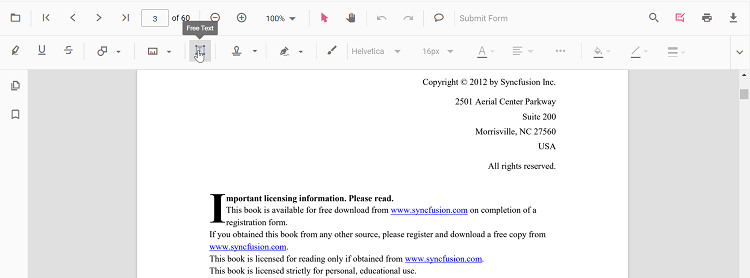 3 of 60 100% Submit Form
Free Text
Helvetica 16px A
Copyright © 2012 by Syncfusion Inc.
2501 Aerial Center Parkway
Suite 200
Morrisville, NC 27560
USA
All rights reserved.
Important licensing information. Please read.
This book is available for free download from www.syncfusion.com on completion of a
registration form.
If you obtained this book from any other source, please register and download a free copy from
www.syncfusion.com.
This book is licensed for reading only if obtained from www.syncfusion.com.
This book is licensed strictly for personal, educational use.